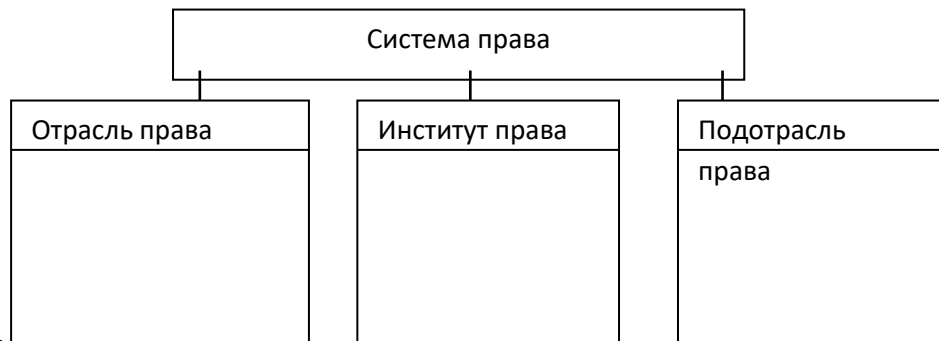 Система права
Отрасль права
Институт права
Подотрасль
права